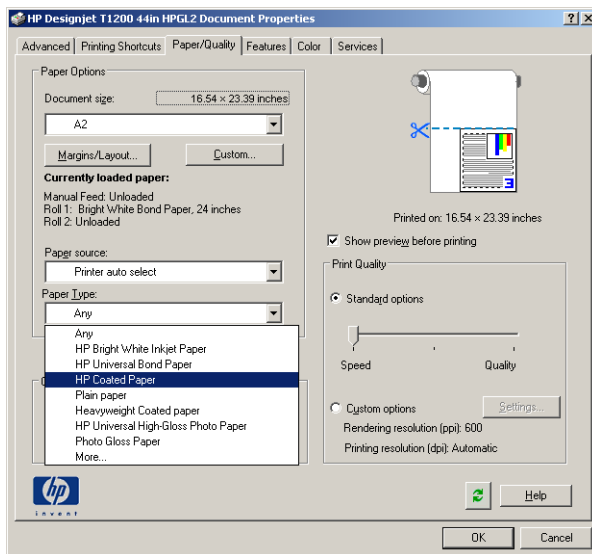 HP Designjet T1200 44in HPGL2 Document Properties
Advanced Printing Shortcuts Paper/Quality Features Color Services
Paper Options
Document size: 16.54 × 23.39 inches
A2
Margins/Layout... Custom...
Currently loaded paper:
Manual Feed: Unloaded
Roll 1: Bright White Bond Paper, 24 inches
Roll 2: Unloaded
Paper source:
Printer auto select
Paper Type:
Any
Any
HP Bright White Inkjet Paper
HP Universal Bond Paper
HP Coated Paper
Plain paper
Heavyweight Coated paper
HP Universal High-Gloss Photo Paper
Photo Gloss Paper
More...
3
Printed on: 16.54 × 23.39 inches
Show preview before printing
Print Quality
Standard options
Speed Quality
Custom options Settings...
Rendering resolution (ppi): 600
Printing resolution (dpi): Automatic
hp
invent
Help
OK Cancel